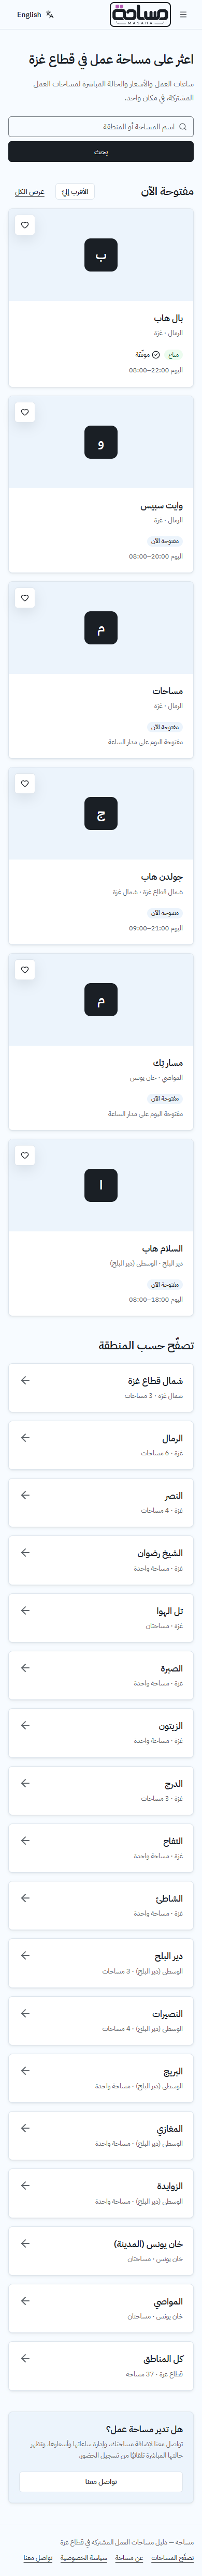 مساحة
MASAHA
English
اعثر على مساحة عمل في قطاع غزة
ساعات العمل والأسعار والحالة المباشرة لمساحات العمل
المشتركة، في مكان واحد.
اسم المساحة أو المنطقة
بحث
مفتوحة الآن
الأقرب إليّ
عرض الكل
ب
بال هاب
الرمال · غزة
متاح
موثّقة
اليوم 22:00–08:00
و
وايت سبيس
الرمال · غزة
مفتوحة الآن
اليوم 20:00–08:00
م
مساحات
الرمال · غزة
مفتوحة الآن
مفتوحة اليوم على مدار الساعة
ج
جولدن هاب
شمال قطاع غزة · شمال غزة
مفتوحة الآن
اليوم 21:00–09:00
م
مسار تِك
المواصي · خان يونس
مفتوحة الآن
مفتوحة اليوم على مدار الساعة
ا
السلام هاب
دير البلح · الوسطى (دير البلح)
مفتوحة الآن
اليوم 18:00–08:00
تصفّح حسب المنطقة
شمال قطاع غزة
شمال غزة · 3 مساحات
الرمال
غزة · 6 مساحات
النصر
غزة · 4 مساحات
الشيخ رضوان
غزة · مساحة واحدة
تل الهوا
غزة · مساحتان
الصبرة
غزة · مساحة واحدة
الزيتون
غزة · مساحة واحدة
الدرج
غزة · 3 مساحات
التفاح
غزة · مساحة واحدة
الشاطئ
غزة · مساحة واحدة
دير البلح
الوسطى (دير البلح) · 3 مساحات
النصيرات
الوسطى (دير البلح) · 4 مساحات
البريج
الوسطى (دير البلح) · مساحة واحدة
المغازي
الوسطى (دير البلح) · مساحة واحدة
الزوايدة
الوسطى (دير البلح) · مساحة واحدة
خان يونس (المدينة)
خان يونس · مساحتان
المواصي
خان يونس · مساحتان
كل المناطق
قطاع غزة · 37 مساحة
هل تدير مساحة عمل؟
تواصل معنا لإضافة مساحتك، وإدارة ساعاتها وأسعارها، وتظهر
حالتها المباشرة تلقائيًا من تسجيل الحضور.
تواصل معنا
مساحة — دليل مساحات العمل المشتركة في قطاع غزة
تصفّح المساحات
عن مساحة
سياسة الخصوصية
تواصل معنا